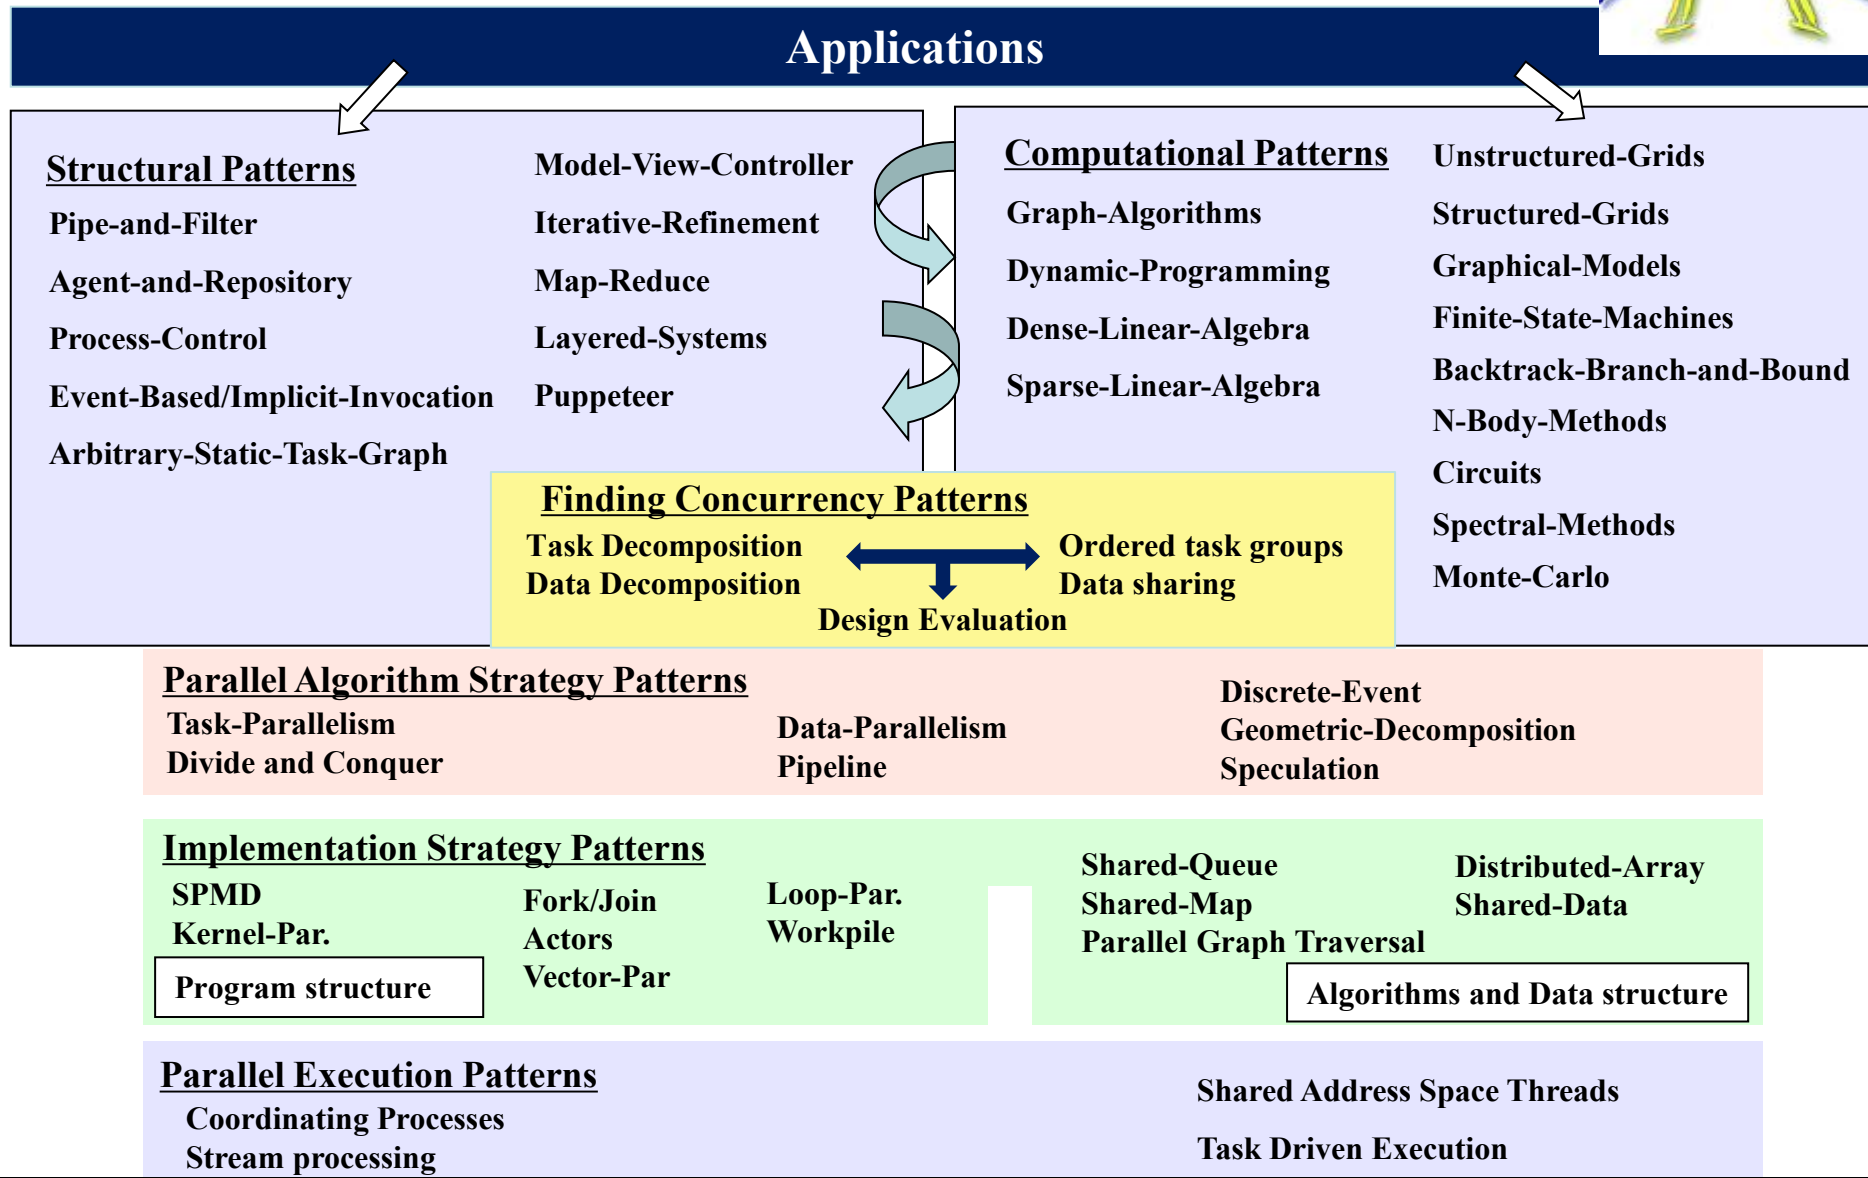 Applications
Structural Patterns
Pipe-and-Filter
Agent-and-Repository
Process-Control
Event-Based/Implicit-Invocation
Arbitrary-Static-Task-Graph
Model-View-Controller
Iterative-Refinement
Map-Reduce
Layered-Systems
Puppeteer
Computational Patterns
Graph-Algorithms
Dynamic-Programming
Dense-Linear-Algebra
Sparse-Linear-Algebra
Unstructured-Grids
Structured-Grids
Graphical-Models
Finite-State-Machines
Backtrack-Branch-and-Bound
N-Body-Methods
Circuits
Spectral-Methods
Monte-Carlo
Finding Concurrency Patterns
Task Decomposition
Data Decomposition
Ordered task groups
Data sharing
Design Evaluation
Parallel Algorithm Strategy Patterns
Task-Parallelism
Divide and Conquer
Data-Parallelism
Pipeline
Discrete-Event
Geometric-Decomposition
Speculation
Implementation Strategy Patterns
SPMD
Kernel-Par.
Program structure
Fork/Join
Actors
Vector-Par
Loop-Par.
Workpile
Shared-Queue
Shared-Map
Parallel Graph Traversal
Distributed-Array
Shared-Data
Algorithms and Data structure
Parallel Execution Patterns
Coordinating Processes
Stream processing
Shared Address Space Threads
Task Driven Execution